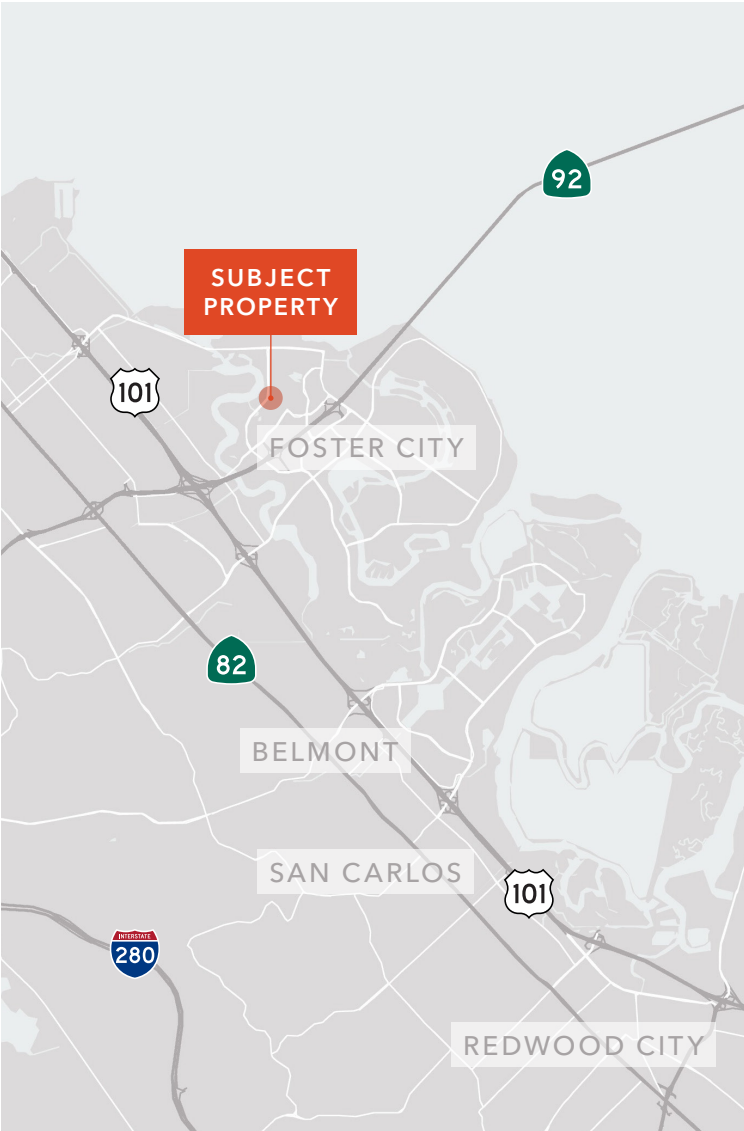 92
SUBJECT
PROPERTY
101
FOSTER CITY
82
BELMONT
SAN CARLOS
101
INTERSTATE
280
REDWOOD CITY